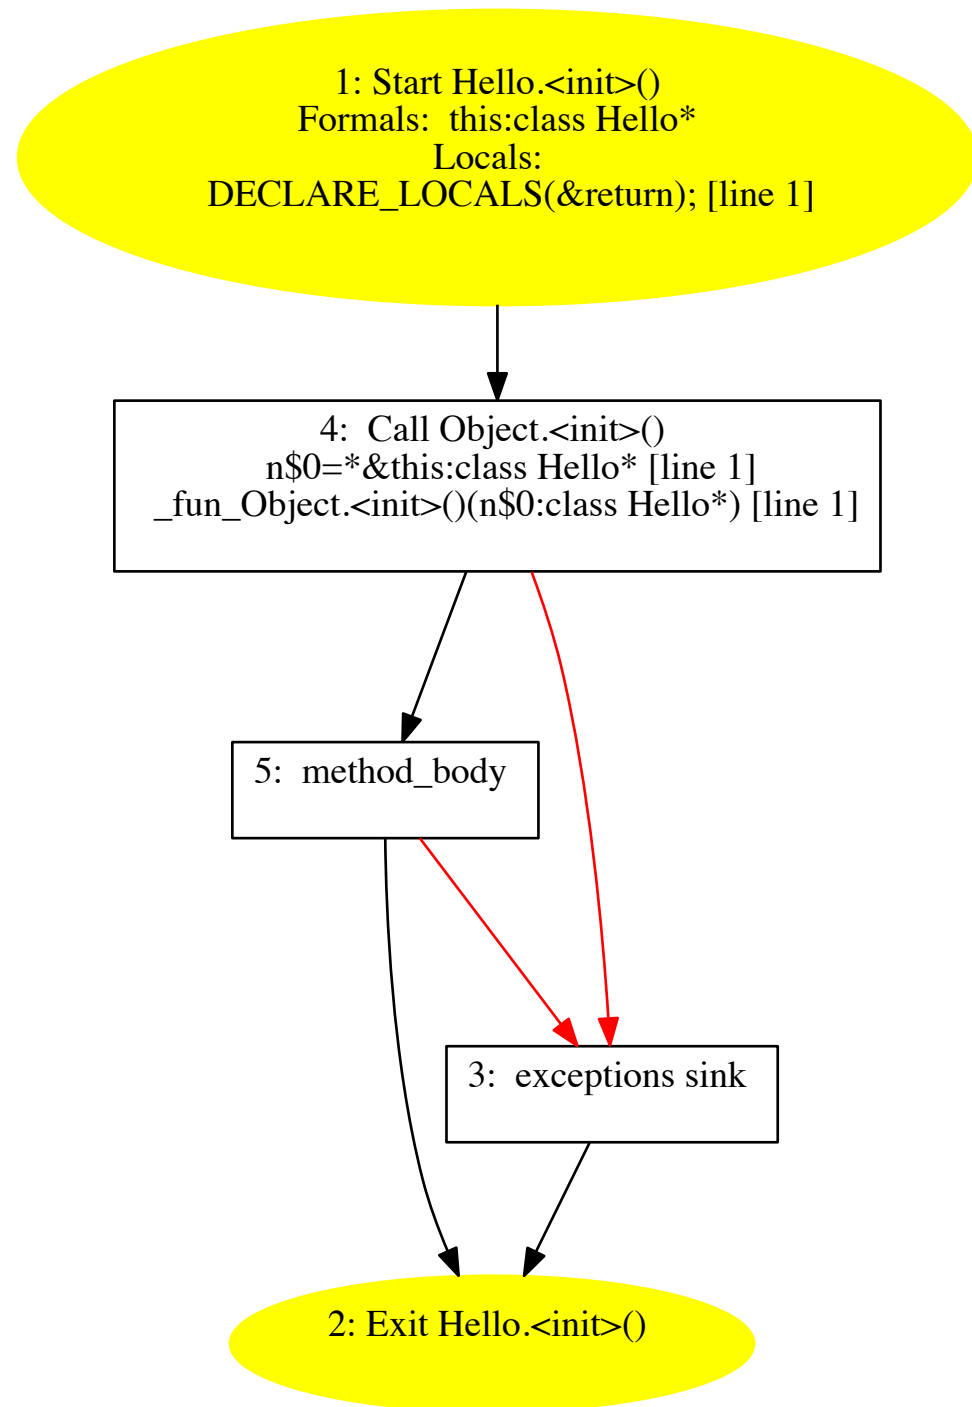 1: Start Hello.<init>()
Formals:  this:class Hello*
Locals:
DECLARE_LOCALS(&return); [line 1]
4:  Call Object.<init>()
n$0=*&this:class Hello* [line 1]
_fun_Object.<init>()(n$0:class Hello*) [line 1]
5:  method_body
3:  exceptions sink
2: Exit Hello.<init>()